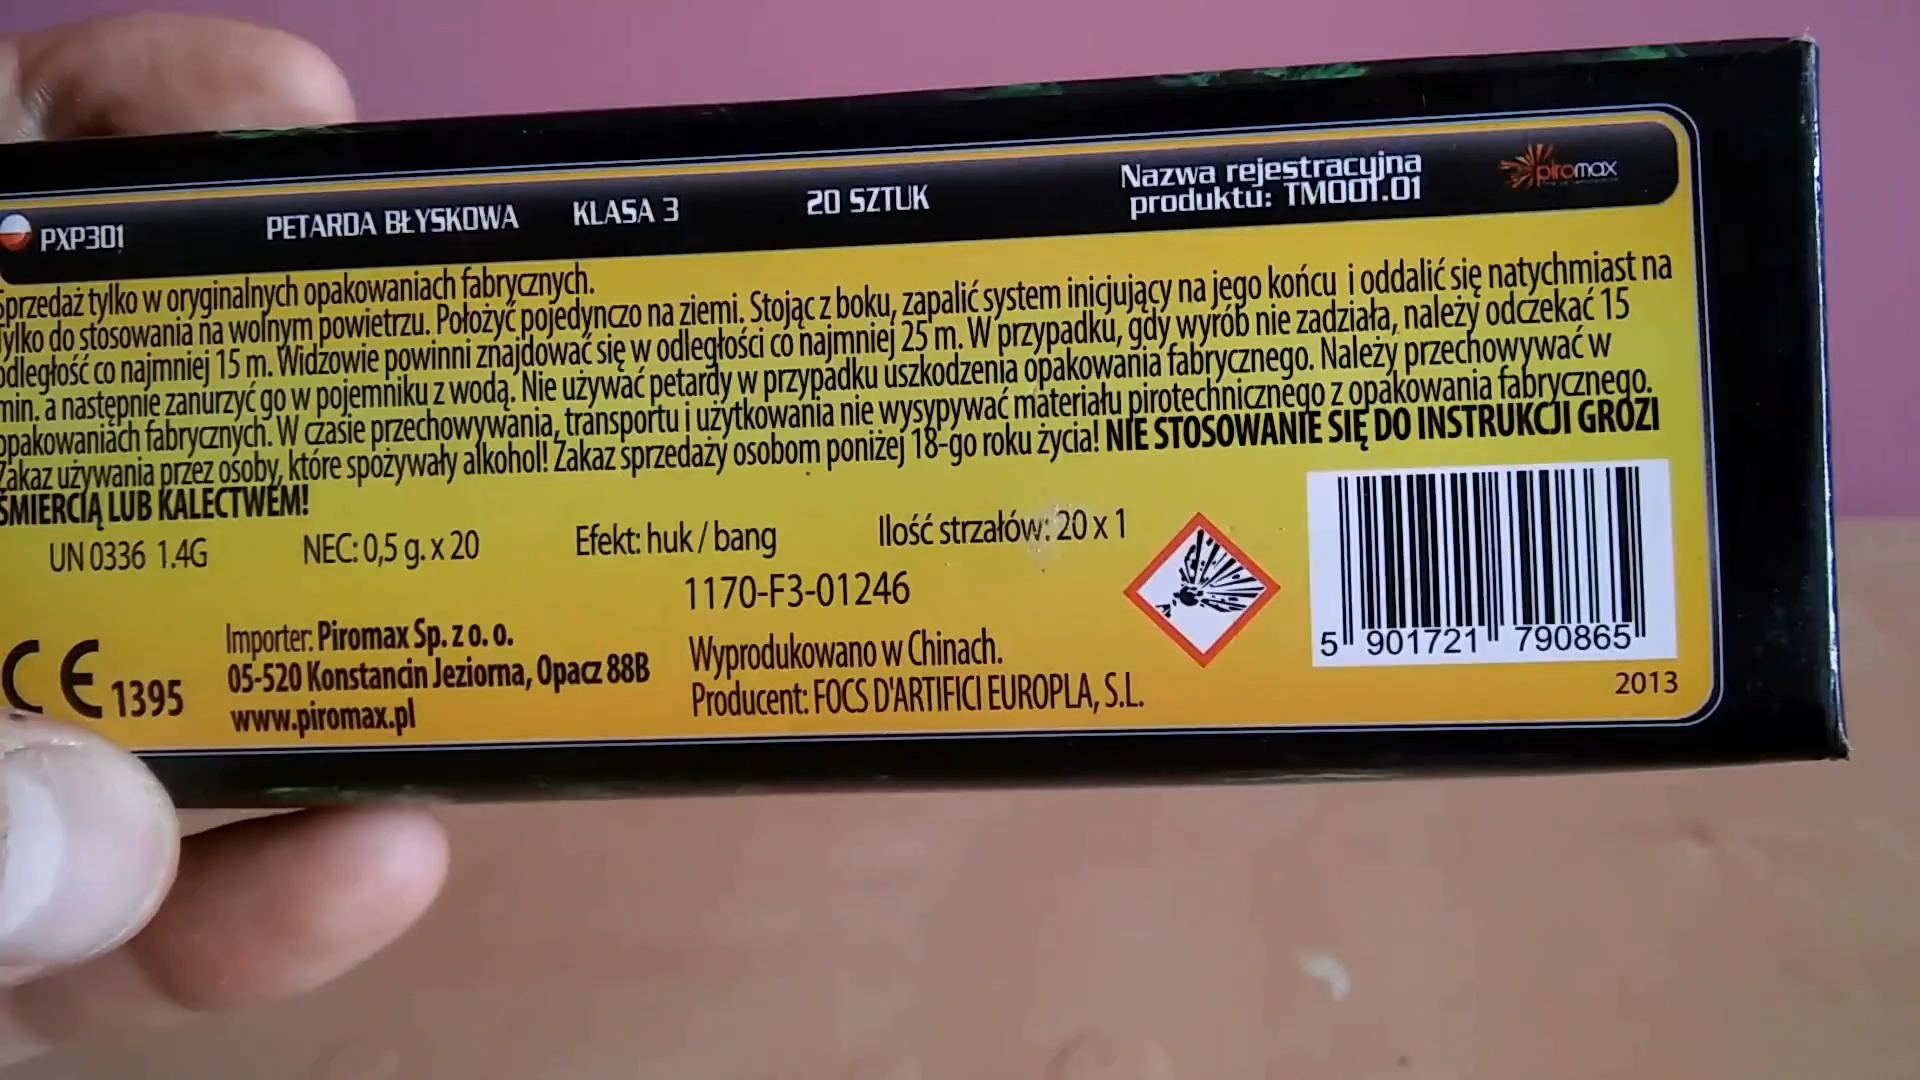 PXP301 PETARDA BŁYSKOWA KLASA 3 20 SZTUK Nazwa rejestracyjna
produktu: TM001.01 piromax
Sprzedaż tylko w oryginalnych opakowaniach fabrycznych.
Tylko do stosowania na wolnym powietrzu. Położyć pojedynczo na ziemi. Stojąc z boku, zapalić system inicjujący na jego końcu i oddalić się natychmiast na
odległość co najmniej 15 m. Widzowie powinni znajdować się w odległości co najmniej 25 m. W przypadku, gdy wyrób nie zadziała, należy odczekać 15
min. a następnie zanurzyć go w pojemniku z wodą. Nie używać petardy w przypadku uszkodzenia opakowania fabrycznego. Należy przechowywać w
opakowaniach fabrycznych. W czasie przechowywania, transportu i użytkowania nie wysypywać materiału pirotechnicznego z opakowania fabrycznego.
Zakaz używania przez osoby, które spożywały alkohol! Zakaz sprzedaży osobom poniżej 18-go roku życia! NIE STOSOWANIE SIĘ DO INSTRUKCJI GROZI
ŚMIERCIĄ LUB KALECTWEM!
UN 0336 1.4G NEC: 0,5 g. x 20 Efekt: huk / bang Ilość strzałów: 20 x 1
1170-F3-01246
CE 1395
Importer: Piromax Sp. z o. o.
05-520 Konstancin Jeziorna, Opacz 88B
www.piromax.pl
Wyprodukowano w Chinach.
Producent: FOCS D'ARTIFICI EUROPLA, S.L.
5 901721 790865
2013